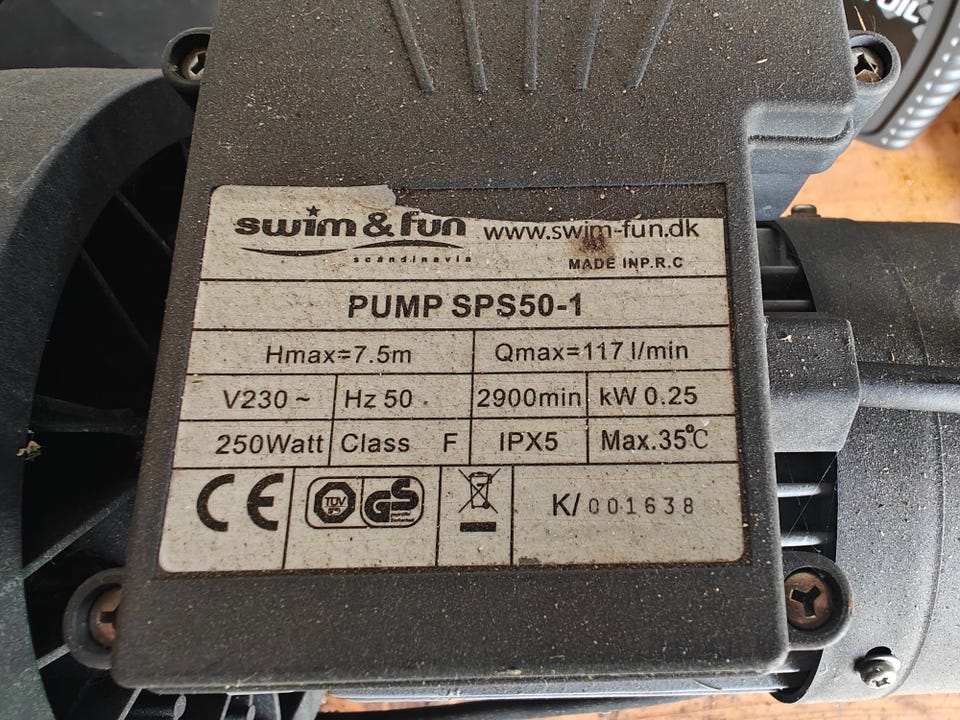 OIL
swim & fun www.swim-fun.dk
scandinavia MADE INP.R.C
PUMP SPS50-1
Hmax=7.5m Qmax=117 l/min
V230 ~ Hz 50 2900min kW 0.25
250Watt Class F IPX5 Max.35℃
CE TÜV GS K/001638